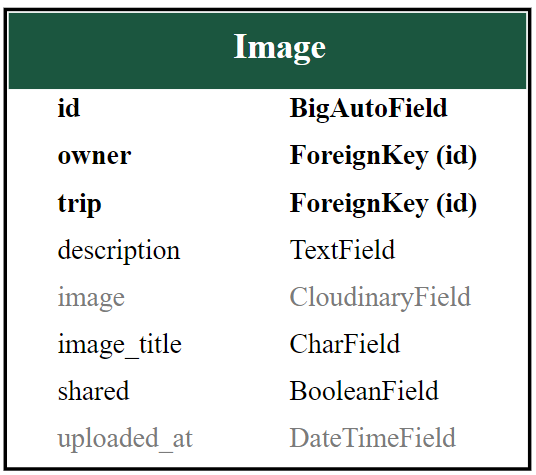 Image
id BigAutoField
owner ForeignKey (id)
trip ForeignKey (id)
description TextField
image CloudinaryField
image_title CharField
shared BooleanField
uploaded_at DateTimeField